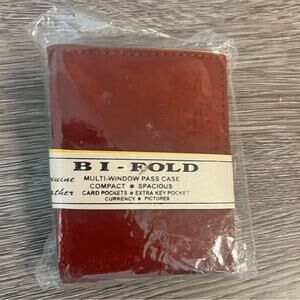 BI-FOLD
Genuine Leather
MULTI-WINDOW PASS CASE
COMPACT ● SPACIOUS
CARD POCKETS ● EXTRA KEY POCKET
CURRENCY ● PICTURES